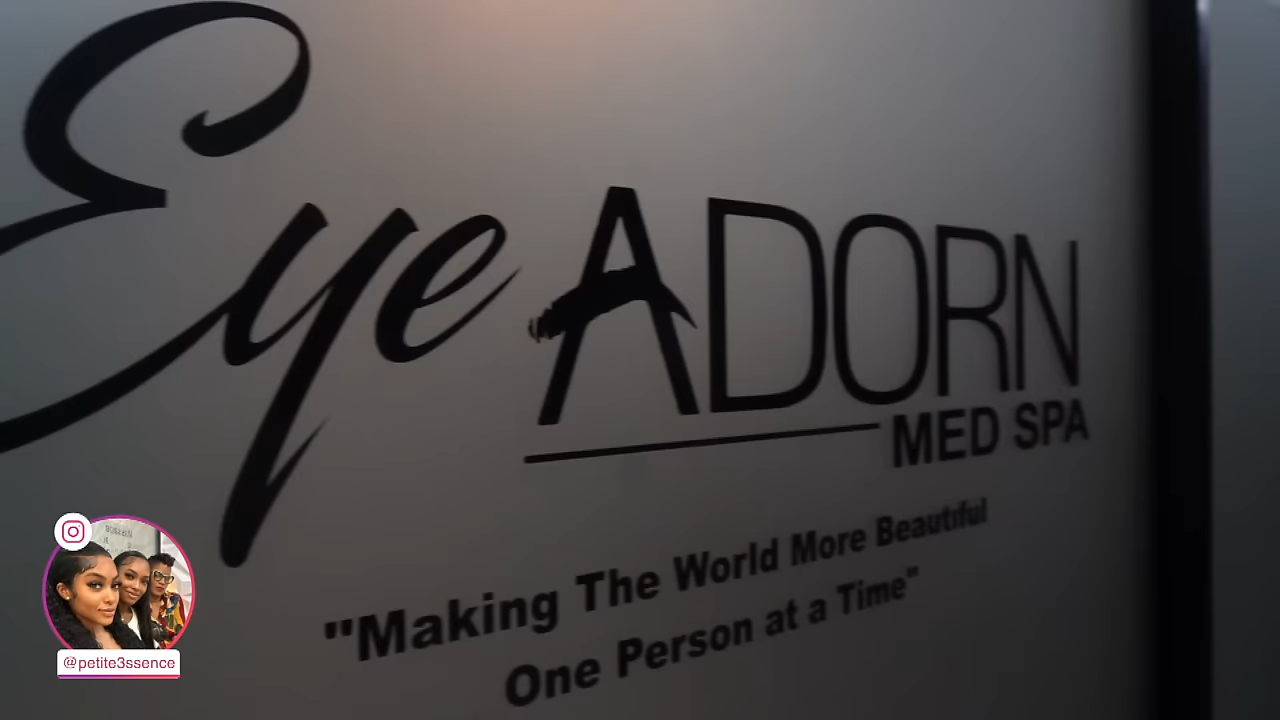 Eye ADORN
MED SPA
"Making The World More Beautiful
One Person at a Time"
@petite3ssence